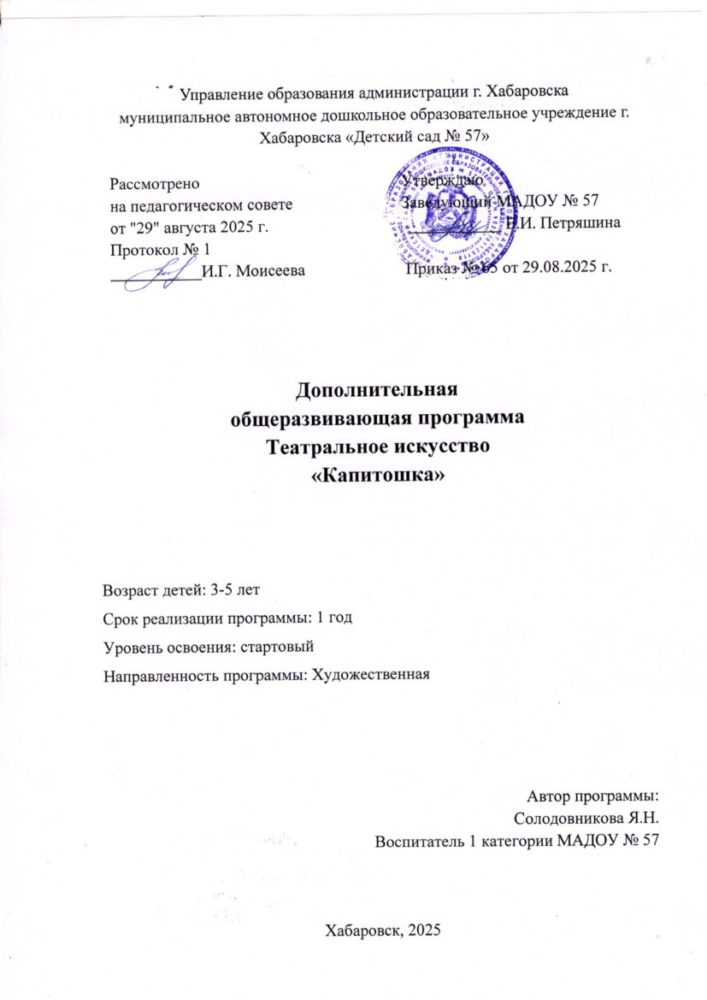 Управление образования администрации г. Хабаровска
муниципальное автономное дошкольное образовательное учреждение г.
Хабаровска «Детский сад № 57»
Рассмотрено
на педагогическом совете
от "29" августа 2025 г.
Протокол № 1
И.Г. Моисеева
Утверждаю
Заведующий МАДОУ № 57
Е.И. Петряшина
Приказ № 65 от 29.08.2025 г.
Дополнительная
общеразвивающая программа
Театральное искусство
«Капитошка»
Возраст детей: 3-5 лет
Срок реализации программы: 1 год
Уровень освоения: стартовый
Направленность программы: Художественная
Автор программы:
Солодовникова Я.Н.
Воспитатель 1 категории МАДОУ № 57
Хабаровск, 2025